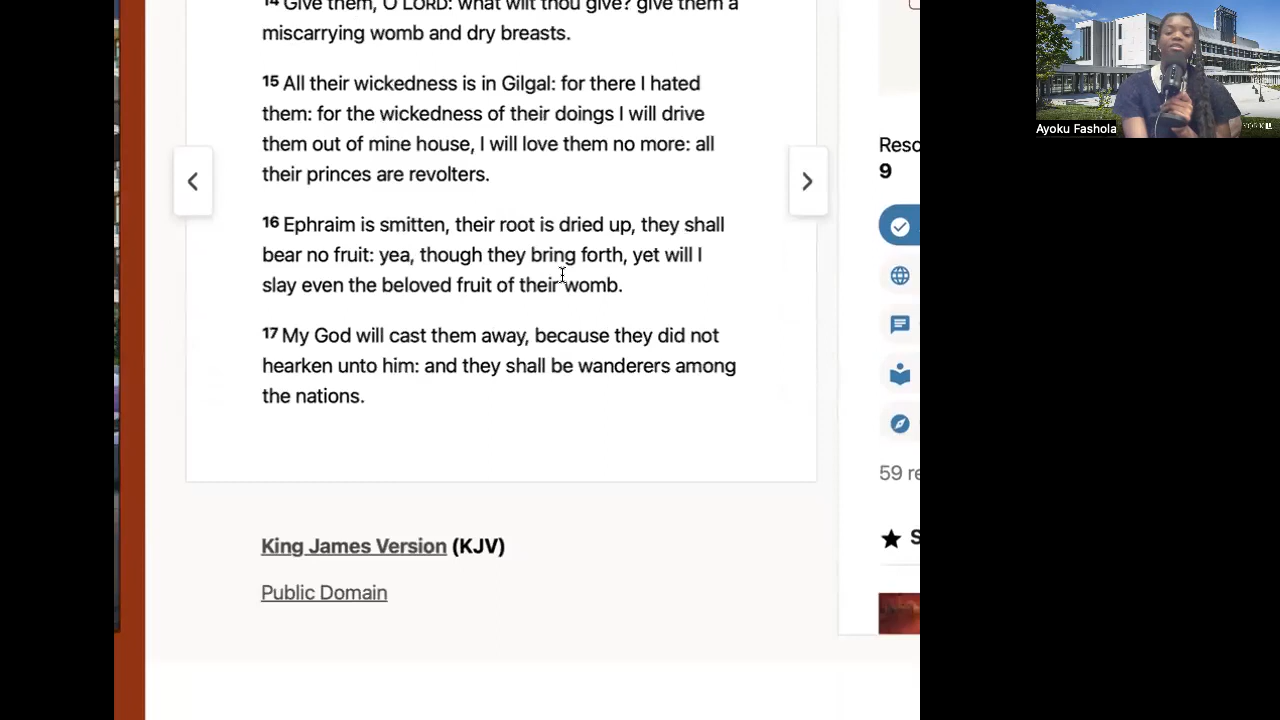 14 Give them, O LORD: what wilt thou give? give them a
miscarrying womb and dry breasts.
15 All their wickedness is in Gilgal: for there I hated
them: for the wickedness of their doings I will drive
them out of mine house, I will love them no more: all
their princes are revolters.
16 Ephraim is smitten, their root is dried up, they shall
bear no fruit: yea, though they bring forth, yet will I
slay even the beloved fruit of their womb.
17 My God will cast them away, because they did not
hearken unto him: and they shall be wanderers among
the nations.
King James Version (KJV)
Public Domain
Reso
9
59 re
S
Ayoku Fashola